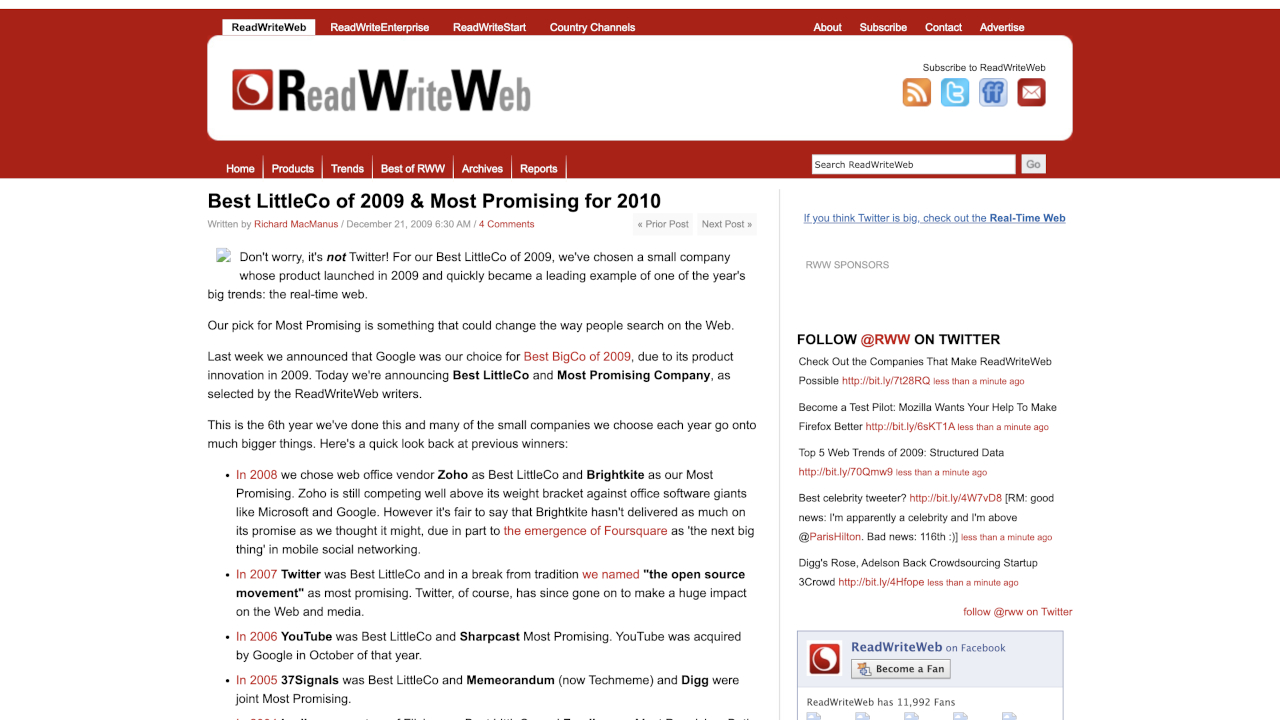 ReadWriteWeb ReadWriteEnterprise ReadWriteStart Country Channels About Subscribe Contact Advertise
ReadWriteWeb
Subscribe to ReadWriteWeb
Home Products Trends Best of RWW Archives Reports
Search ReadWriteWeb Go
Best LittleCo of 2009 & Most Promising for 2010
Written by Richard MacManus / December 21, 2009 6:30 AM / 4 Comments
« Prior Post Next Post »
Don't worry, it's not Twitter! For our Best LittleCo of 2009, we've chosen a small company
whose product launched in 2009 and quickly became a leading example of one of the year's
big trends: the real-time web.
Our pick for Most Promising is something that could change the way people search on the Web.
Last week we announced that Google was our choice for Best BigCo of 2009, due to its product
innovation in 2009. Today we're announcing Best LittleCo and Most Promising Company, as
selected by the ReadWriteWeb writers.
This is the 6th year we've done this and many of the small companies we choose each year go onto
much bigger things. Here's a quick look back at previous winners:
• In 2008 we chose web office vendor Zoho as Best LittleCo and Brightkite as our Most
Promising. Zoho is still competing well above its weight bracket against office software giants
like Microsoft and Google. However it's fair to say that Brightkite hasn't delivered as much on
its promise as we thought it might, due in part to the emergence of Foursquare as 'the next big
thing' in mobile social networking.
• In 2007 Twitter was Best LittleCo and in a break from tradition we named "the open source
movement" as most promising. Twitter, of course, has since gone on to make a huge impact
on the Web and media.
• In 2006 YouTube was Best LittleCo and Sharpcast Most Promising. YouTube was acquired
by Google in October of that year.
• In 2005 37Signals was Best LittleCo and Memeorandum (now Techmeme) and Digg were
joint Most Promising.
If you think Twitter is big, check out the Real-Time Web
RWW SPONSORS
FOLLOW @RWW ON TWITTER
Check Out the Companies That Make ReadWriteWeb
Possible http://bit.ly/7t28RQ less than a minute ago
Become a Test Pilot: Mozilla Wants Your Help To Make
Firefox Better http://bit.ly/6sKT1A less than a minute ago
Top 5 Web Trends of 2009: Structured Data
http://bit.ly/70Qmw9 less than a minute ago
Best celebrity tweeter? http://bit.ly/4W7vD8 [RM: good
news: I'm apparently a celebrity and I'm above
@ParisHilton. Bad news: 116th :)] less than a minute ago
Digg's Rose, Adelson Back Crowdsourcing Startup
3Crowd http://bit.ly/4Hfope less than a minute ago
follow @rww on Twitter
ReadWriteWeb on Facebook
Become a Fan
ReadWriteWeb has 11,992 Fans